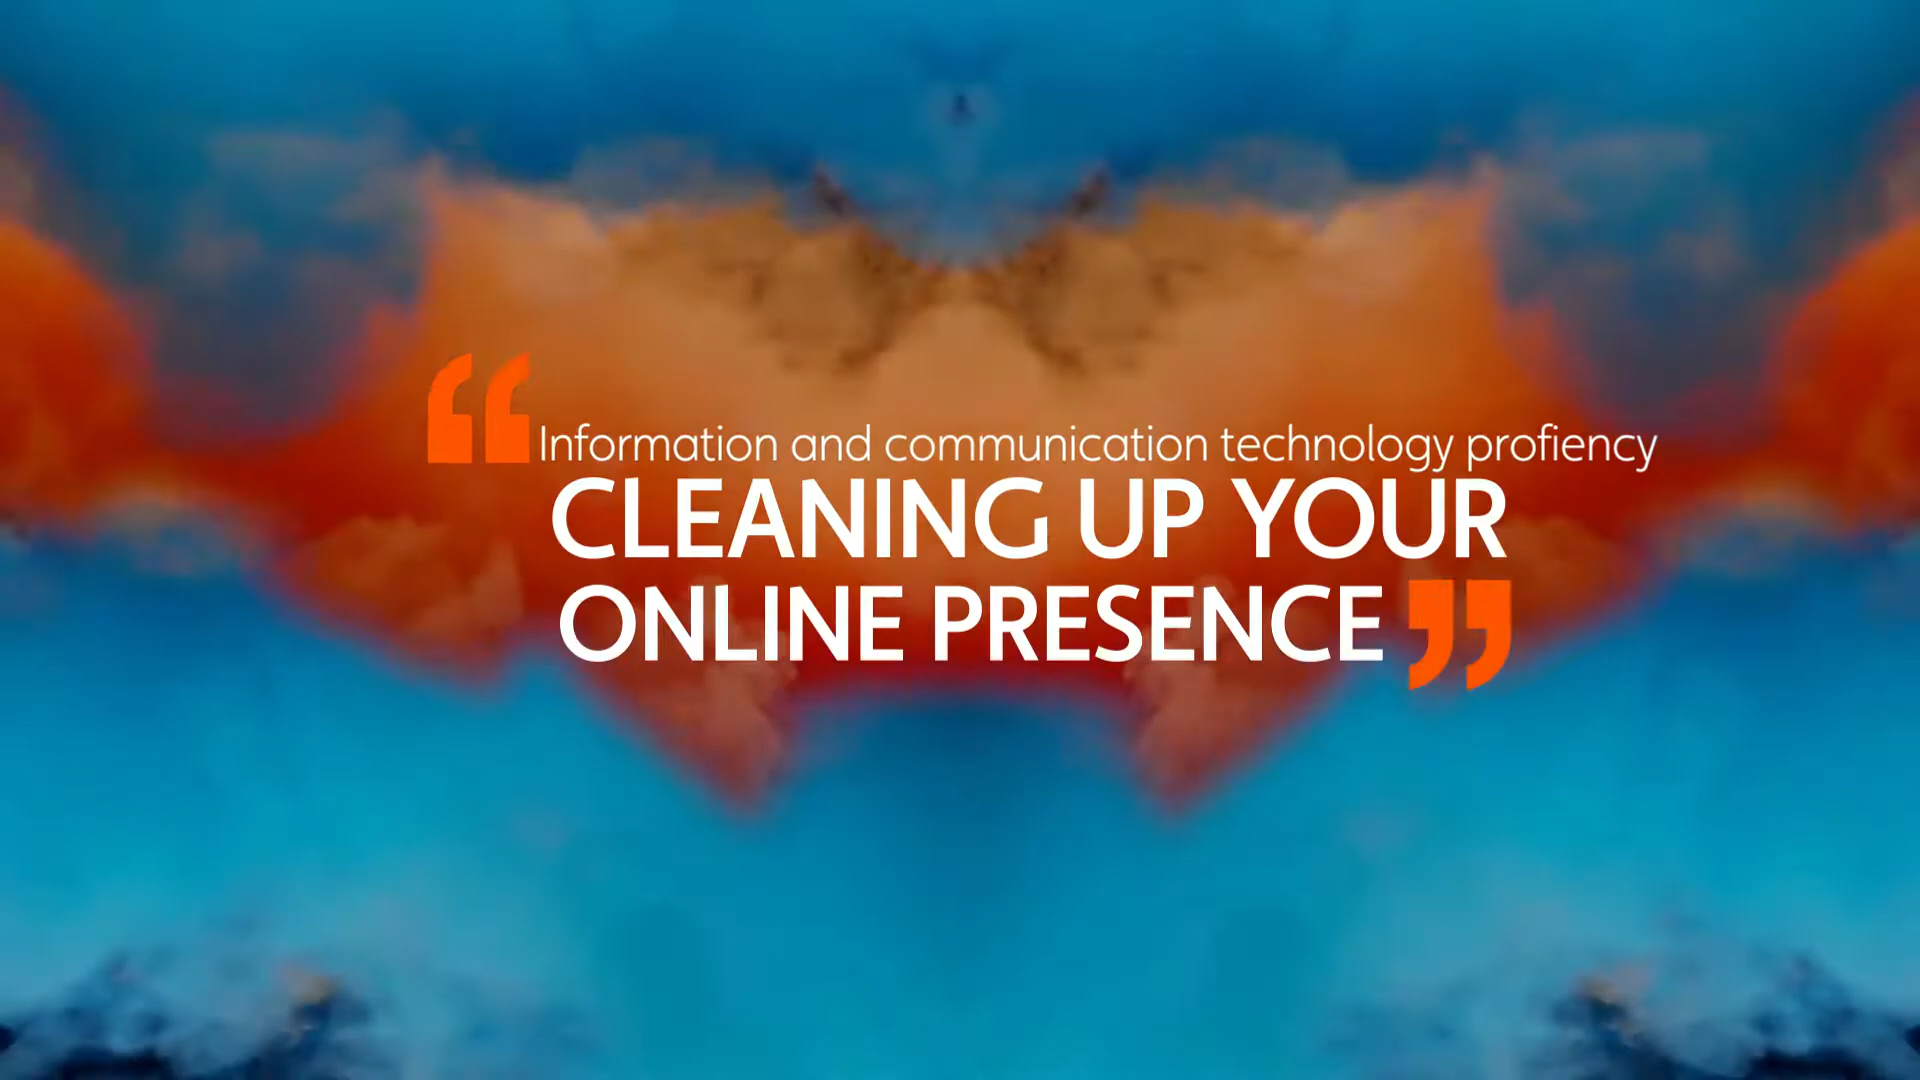 “Information and communication technology profiency
CLEANING UP YOUR
ONLINE PRESENCE”